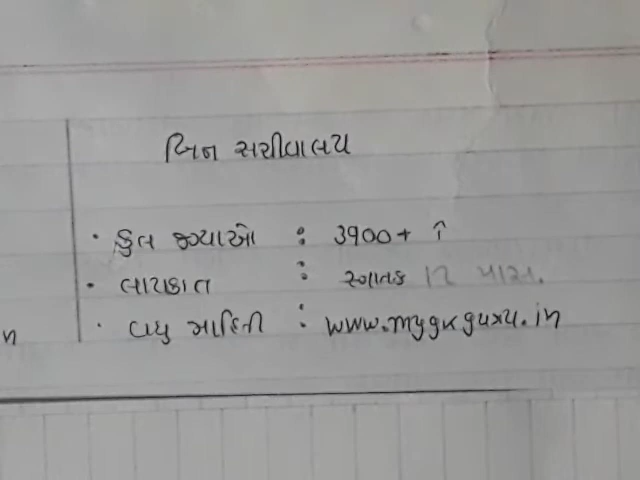 બિન સચીવાલય
• કુલ જગ્યાઓ : 3900+ ↑
• લાયકાત : સ્નાતક 12 પાસ.
• વધુ માહિતી : www.mygkguru.in
n